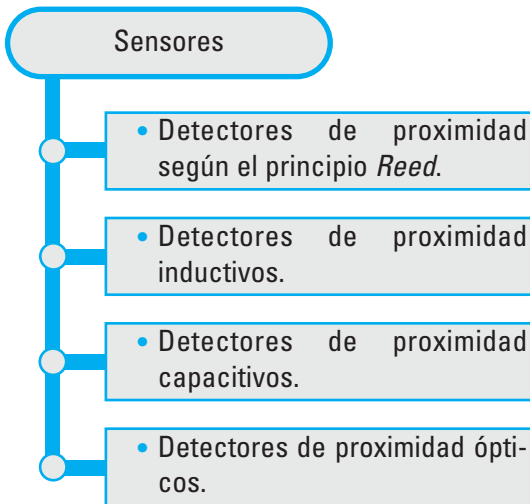 Sensores
• Detectores de proximidad
según el principio Reed.
• Detectores de proximidad
inductivos.
• Detectores de proximidad
capacitivos.
• Detectores de proximidad ópti-
cos.